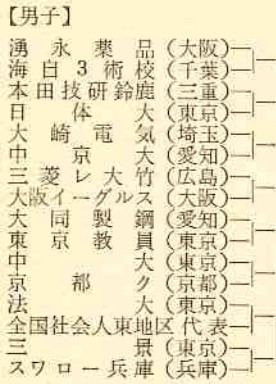 【男子】
湧永薬品(大阪)
海自3術校(千葉)
本田技研鈴鹿(三重)
日体大(東京)
大崎電気(埼玉)
中京大(愛知)
三菱レ大竹(広島)
大阪イーグルス(大阪)
大同製鋼(愛知)
東京教員(東京)
中大(東京)
京都ク(京都)
法大(東京)
全国社会人東地区代表
三景(東京)
スワロー兵庫(兵庫)